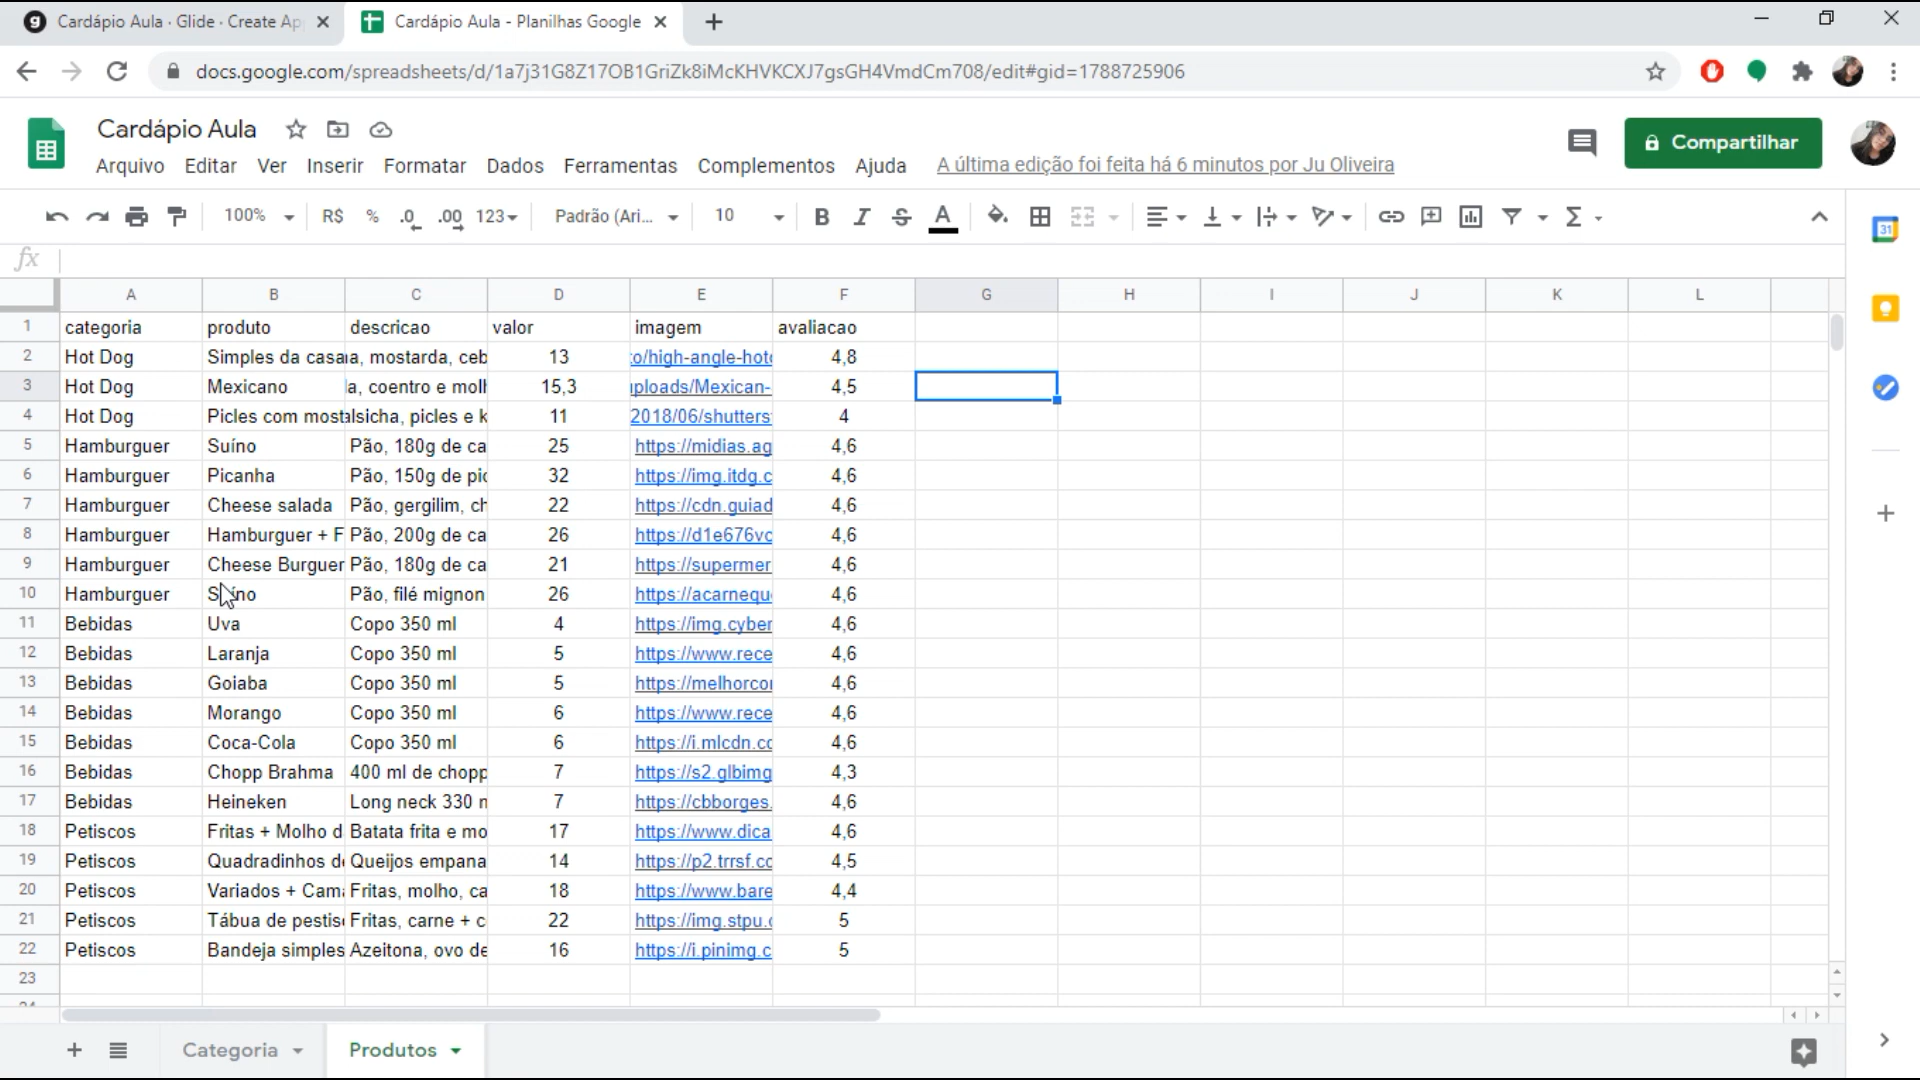 Cardápio Aula · Glide · Create Ap
Cardápio Aula - Planilhas Google
docs.google.com/spreadsheets/d/1a7j31G8Z17OB1GriZk8iMcKHVKCXJ7gsGH4VmdCm708/edit#gid=1788725906
Cardápio Aula
Compartilhar
Arquivo Editar Ver Inserir Formatar Dados Ferramentas Complementos Ajuda A última edição foi feita há 6 minutos por Ju Oliveira
100% R$ % .0 .00 123 Padrão (Ari... 10 B I S A
31
fx
A B C D E F G H I J K L
1 categoria produto descricao valor imagem avaliacao
2 Hot Dog Simples da casa a, mostarda, ceb 13 to/high-angle-hotd 4,8
3 Hot Dog Mexicano la, coentro e moll 15,3 uploads/Mexican- 4,5
4 Hot Dog Picles com most alsicha, picles e k 11 2018/06/shutters 4
5 Hamburguer Suíno Pão, 180g de ca 25 https://midias.ag 4,6
6 Hamburguer Picanha Pão, 150g de pic 32 https://img.itdg.c 4,6
7 Hamburguer Cheese salada Pão, gergilim, ch 22 https://cdn.guiad 4,6
8 Hamburguer Hamburguer + F Pão, 200g de ca 26 https://d1e676vc 4,6
9 Hamburguer Cheese Burguer Pão, 180g de ca 21 https://supermer 4,6
10 Hamburguer Suíno Pão, filé mignon 26 https://acarnequ 4,6
11 Bebidas Uva Copo 350 ml 4 https://img.cyber 4,6
12 Bebidas Laranja Copo 350 ml 5 https://www.rece 4,6
13 Bebidas Goiaba Copo 350 ml 5 https://melhorcor 4,6
14 Bebidas Morango Copo 350 ml 6 https://www.rece 4,6
15 Bebidas Coca-Cola Copo 350 ml 6 https://i.mlcdn.cc 4,6
16 Bebidas Chopp Brahma 400 ml de chopp 7 https://s2.glbimg 4,3
17 Bebidas Heineken Long neck 330 m 7 https://cbborges. 4,6
18 Petiscos Fritas + Molho d Batata frita e mo 17 https://www.dica 4,6
19 Petiscos Quadradinhos de Queijos empana 14 https://p2.trrsf.cc 4,5
20 Petiscos Variados + Cama Fritas, molho, ca 18 https://www.bare 4,4
21 Petiscos Tábua de pestis Fritas, carne + c 22 https://img.stpu.c 5
22 Petiscos Bandeja simples Azeitona, ovo de 16 https://i.pinimg.c 5
23
24
Categoria Produtos